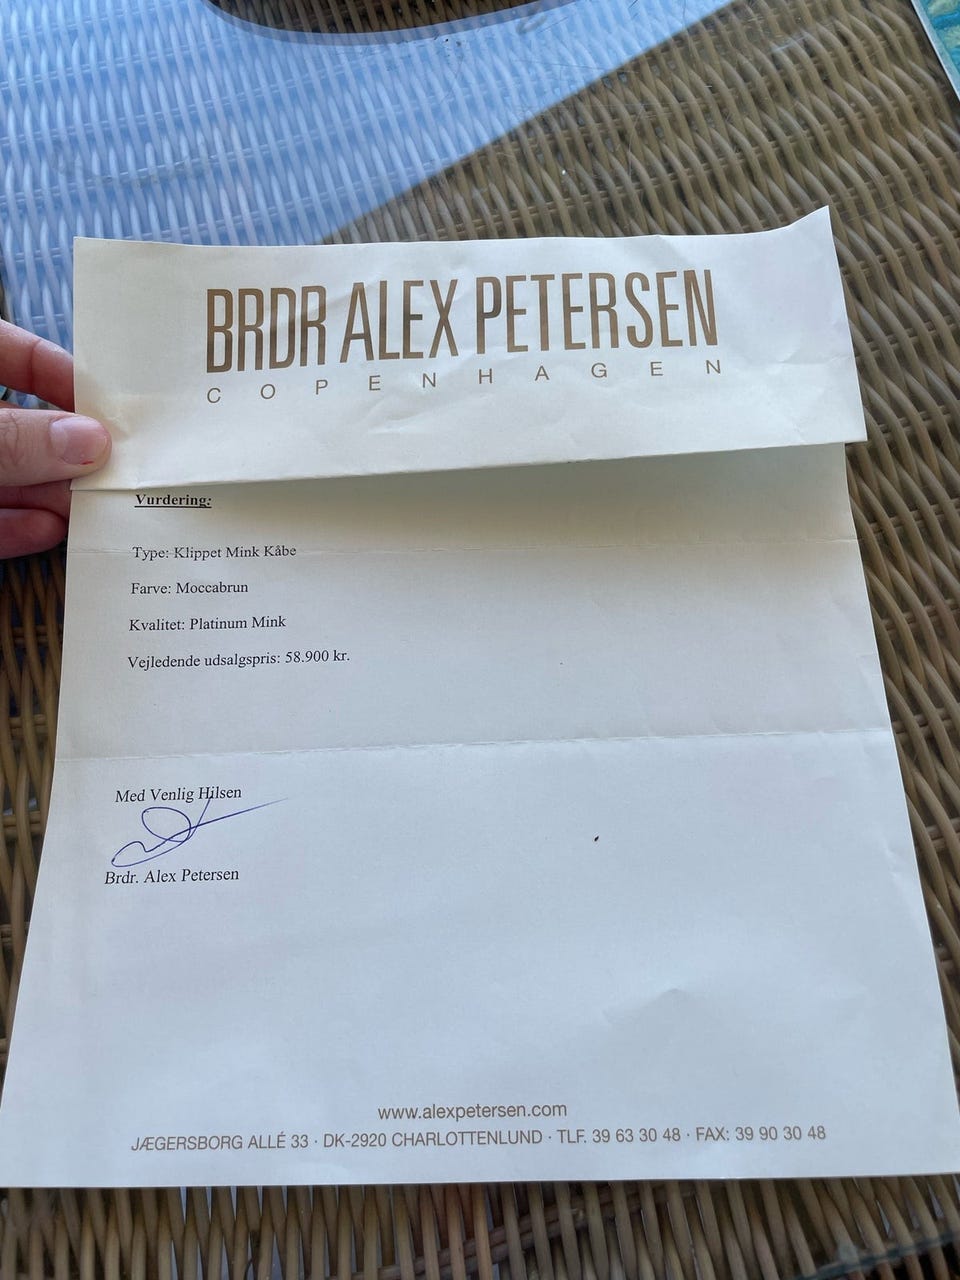 BRDR ALEX PETERSEN
COPENHAGEN
Vurdering:
Type: Klippet Mink Kåbe
Farve: Moccabrun
Kvalitet: Platinum Mink
Vejledende udsalgspris: 58.900 kr.
Med Venlig Hilsen
Brdr. Alex Petersen
www.alexpetersen.com
JÆGERSBORG ALLÉ 33 · DK-2920 CHARLOTTENLUND · TLF. 39 63 30 48 · FAX: 39 90 30 48